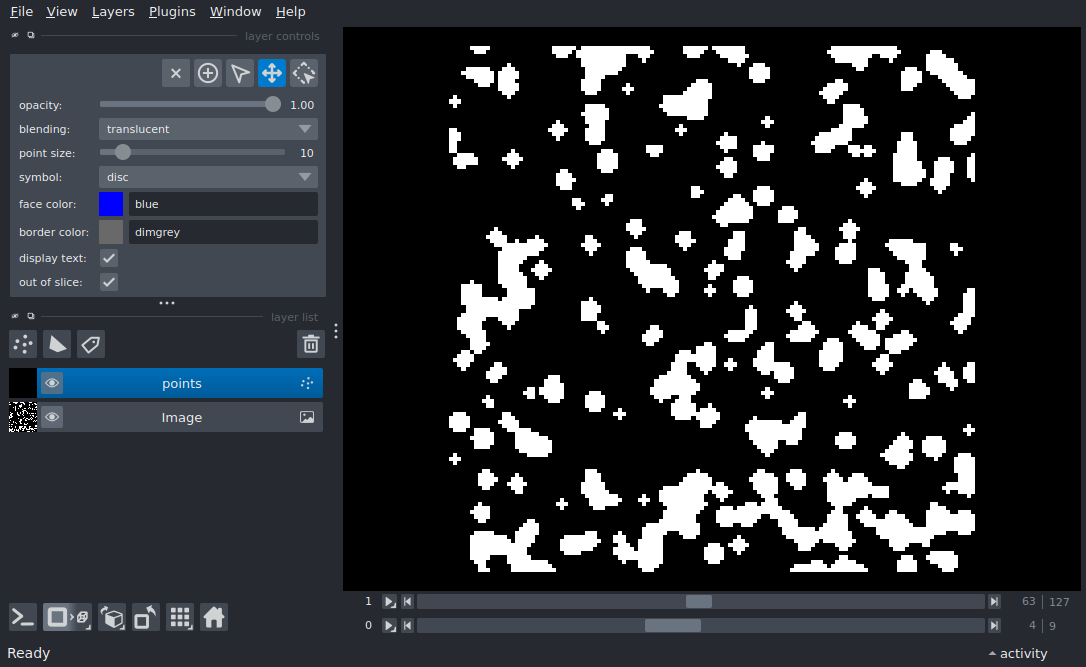 File View Layers Plugins Window Help
layer controls
opacity: 1.00
blending: translucent
point size: 10
symbol: disc
face color: blue
border color: dimgrey
display text:
out of slice:
layer list
points
Image
1 63 127
0 4 9
Ready activity